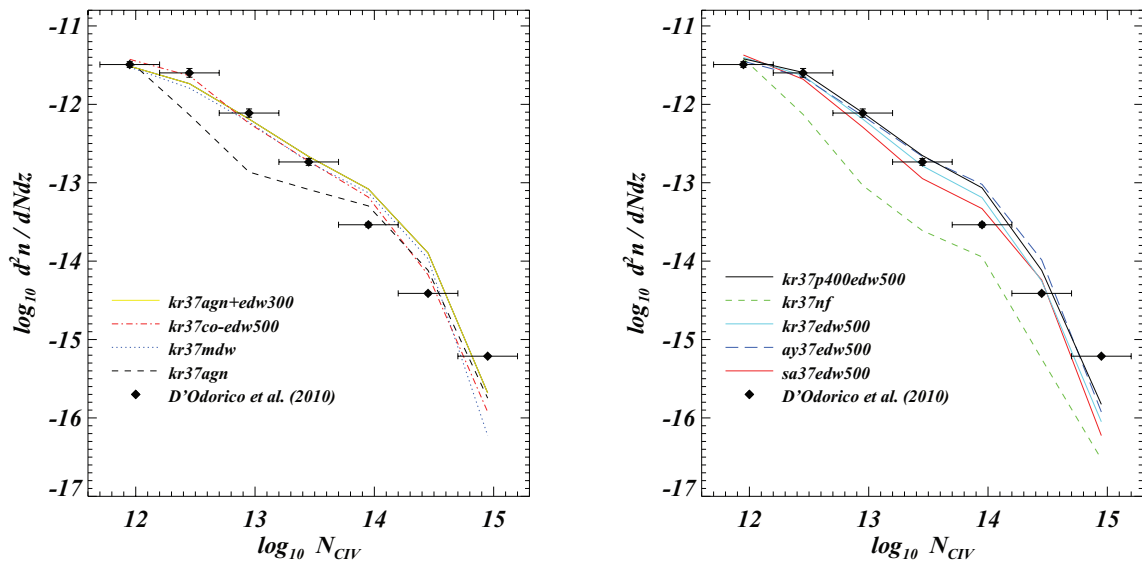 -11
-12
-13
-14
-15
-16
-17
log10 d2n / dNdz
kr37agn+edw300
kr37co-edw500
kr37mdw
kr37agn
D'Odorico et al. (2010)
12 13 14 15
log10 NCIV
-11
-12
-13
-14
-15
-16
-17
log10 d2n / dNdz
kr37p400edw500
kr37nf
kr37edw500
ay37edw500
sa37edw500
D'Odorico et al. (2010)
12 13 14 15
log10 NCIV